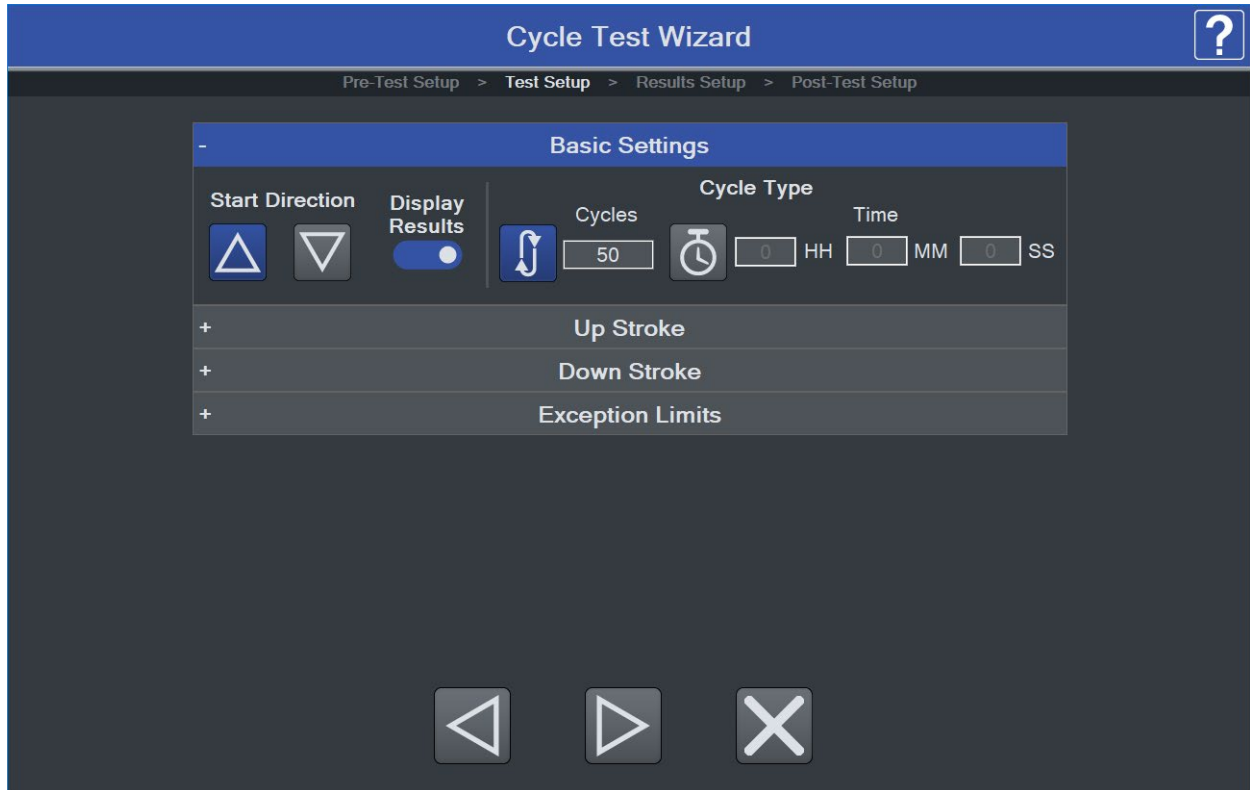 Cycle Test Wizard
?
Pre-Test Setup > Test Setup > Results Setup > Post-Test Setup
- Basic Settings
Start Direction
Display
Results
Cycle Type
Cycles
50
Time
0 HH 0 MM 0 SS
+ Up Stroke
+ Down Stroke
+ Exception Limits